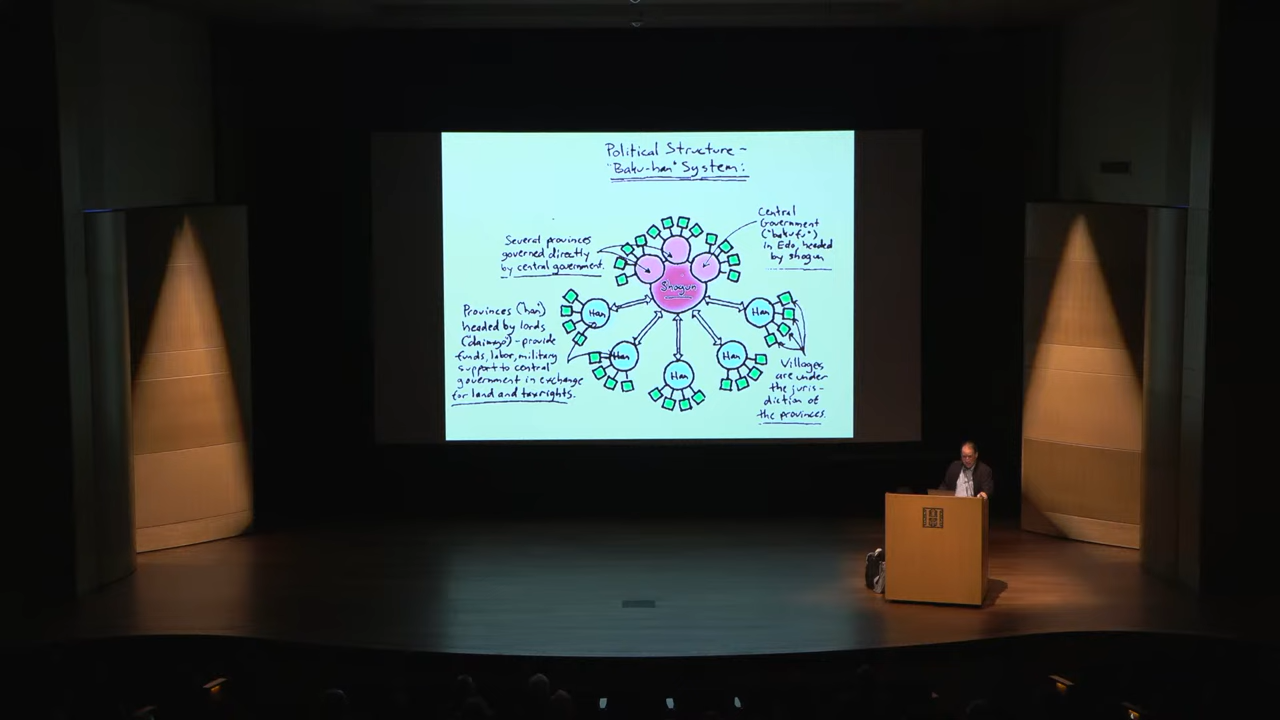 Political Structure -
"Baku-han" System:
Several provinces
governed directly
by central government.
Central
Government
("bakufu")
in Edo, headed
by shogun
Shogun
Provinces (han)
headed by lords
(daimyo) - provide
funds, labor, military
support to central
government in exchange
for land and tax rights.
Han
Han
Han
Han
Han
Villages
are under
the juris-
diction of
the provinces.